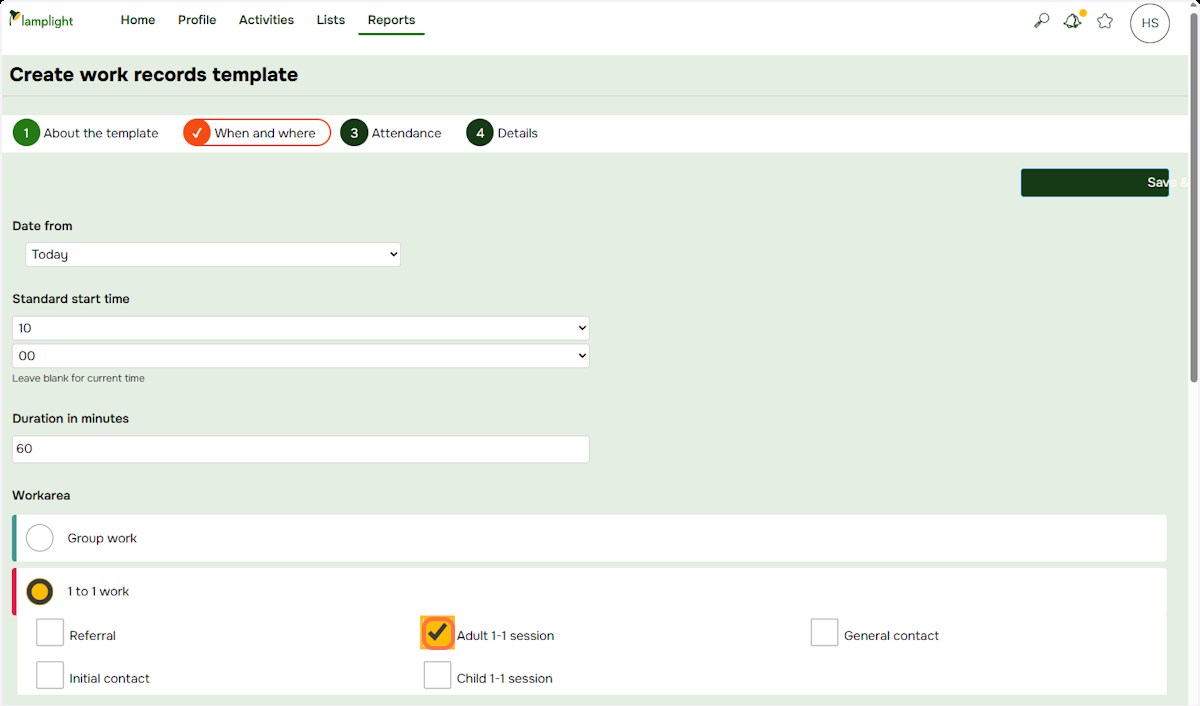 lamplight
Home Profile Activities Lists Reports
HS
Create work records template
1 About the template When and where 3 Attendance 4 Details
Save &
Date from
Today
Standard start time
10
00
Leave blank for current time
Duration in minutes
60
Workarea
Group work
1 to 1 work
Referral Adult 1-1 session General contact
Initial contact Child 1-1 session